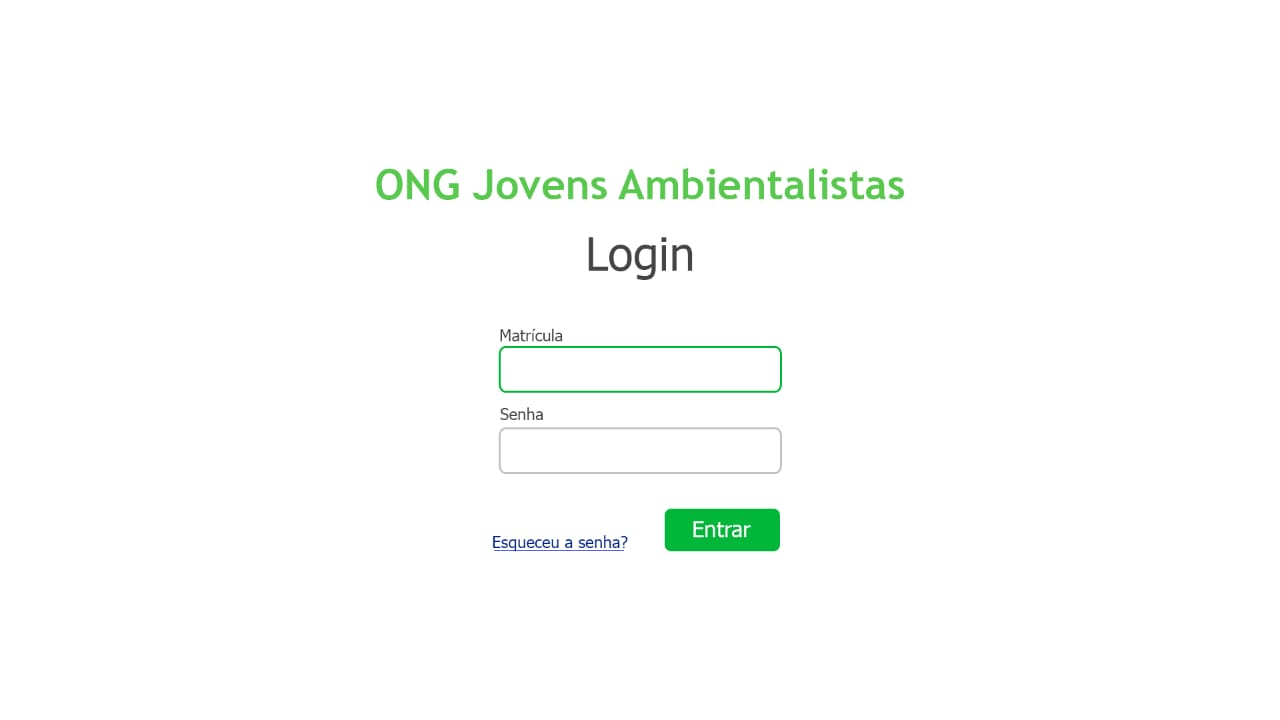 ONG Jovens Ambientalistas
Login
Matrícula
Senha
Entrar
Esqueceu a senha?